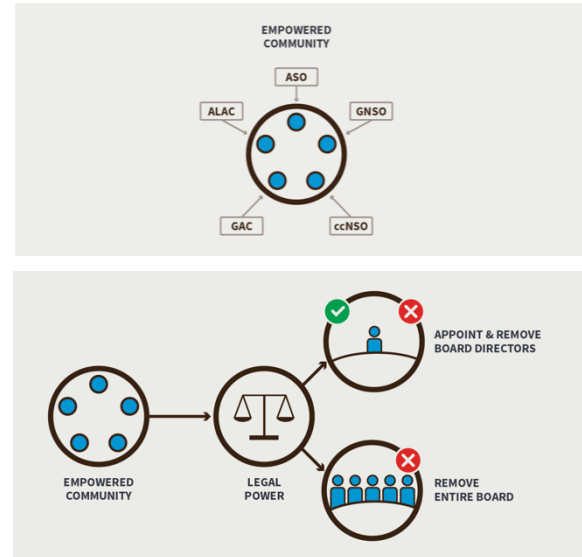 EMPOWERED
COMMUNITY
ASO
ALAC
GNSO
GAC
ccNSO
APPOINT & REMOVE
BOARD DIRECTORS
EMPOWERED
COMMUNITY
LEGAL
POWER
REMOVE
ENTIRE BOARD